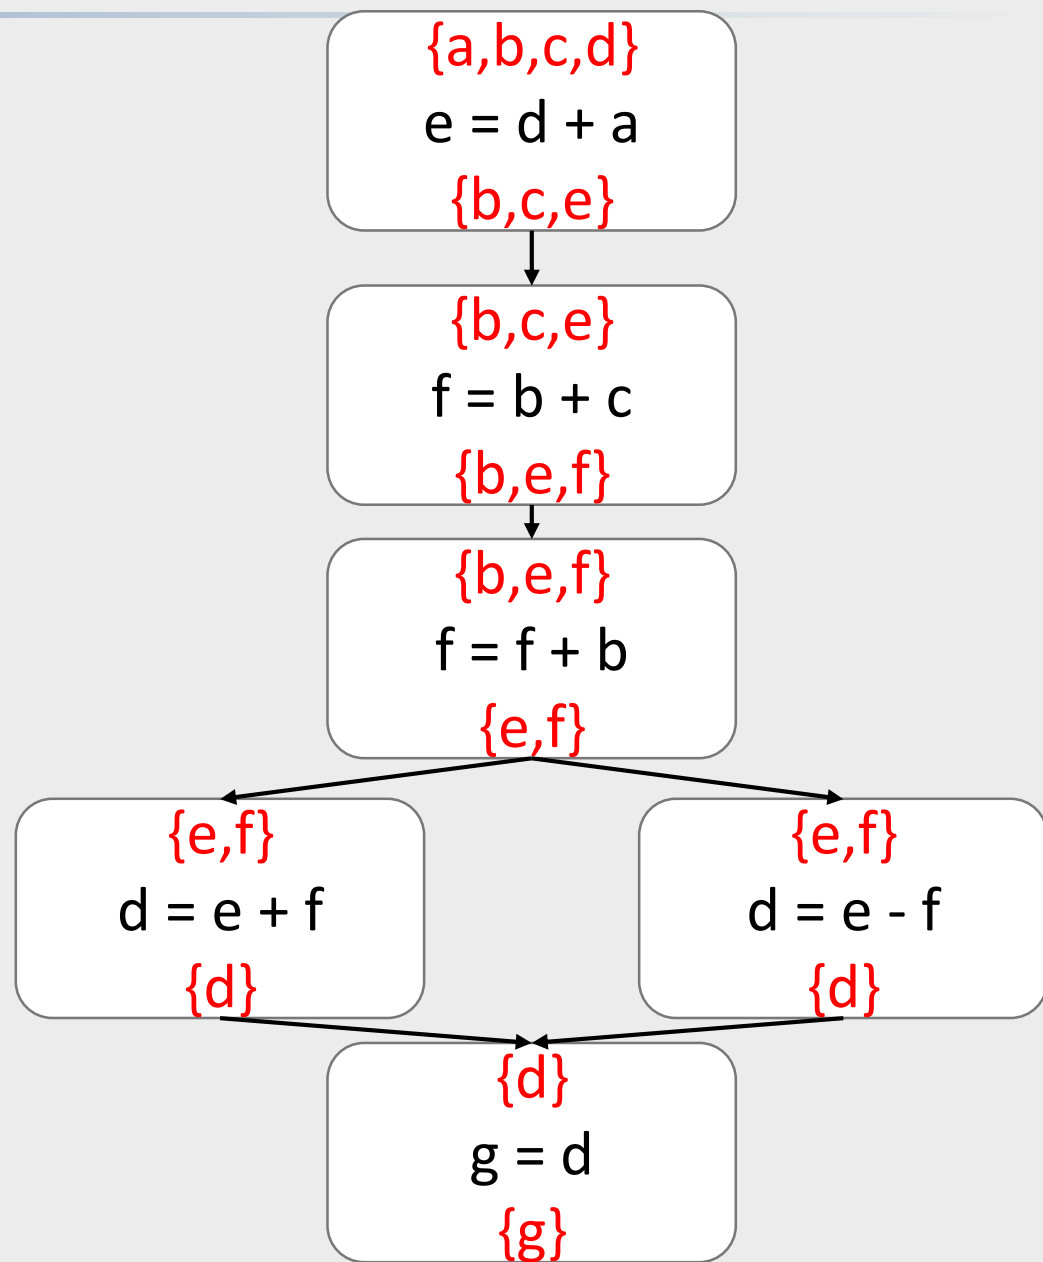 {a,b,c,d}
e = d + a
{b,c,e}
{b,c,e}
f = b + c
{b,e,f}
{b,e,f}
f = f + b
{e,f}
{e,f}
d = e + f
{d}
{e,f}
d = e - f
{d}
{d}
g = d
{g}